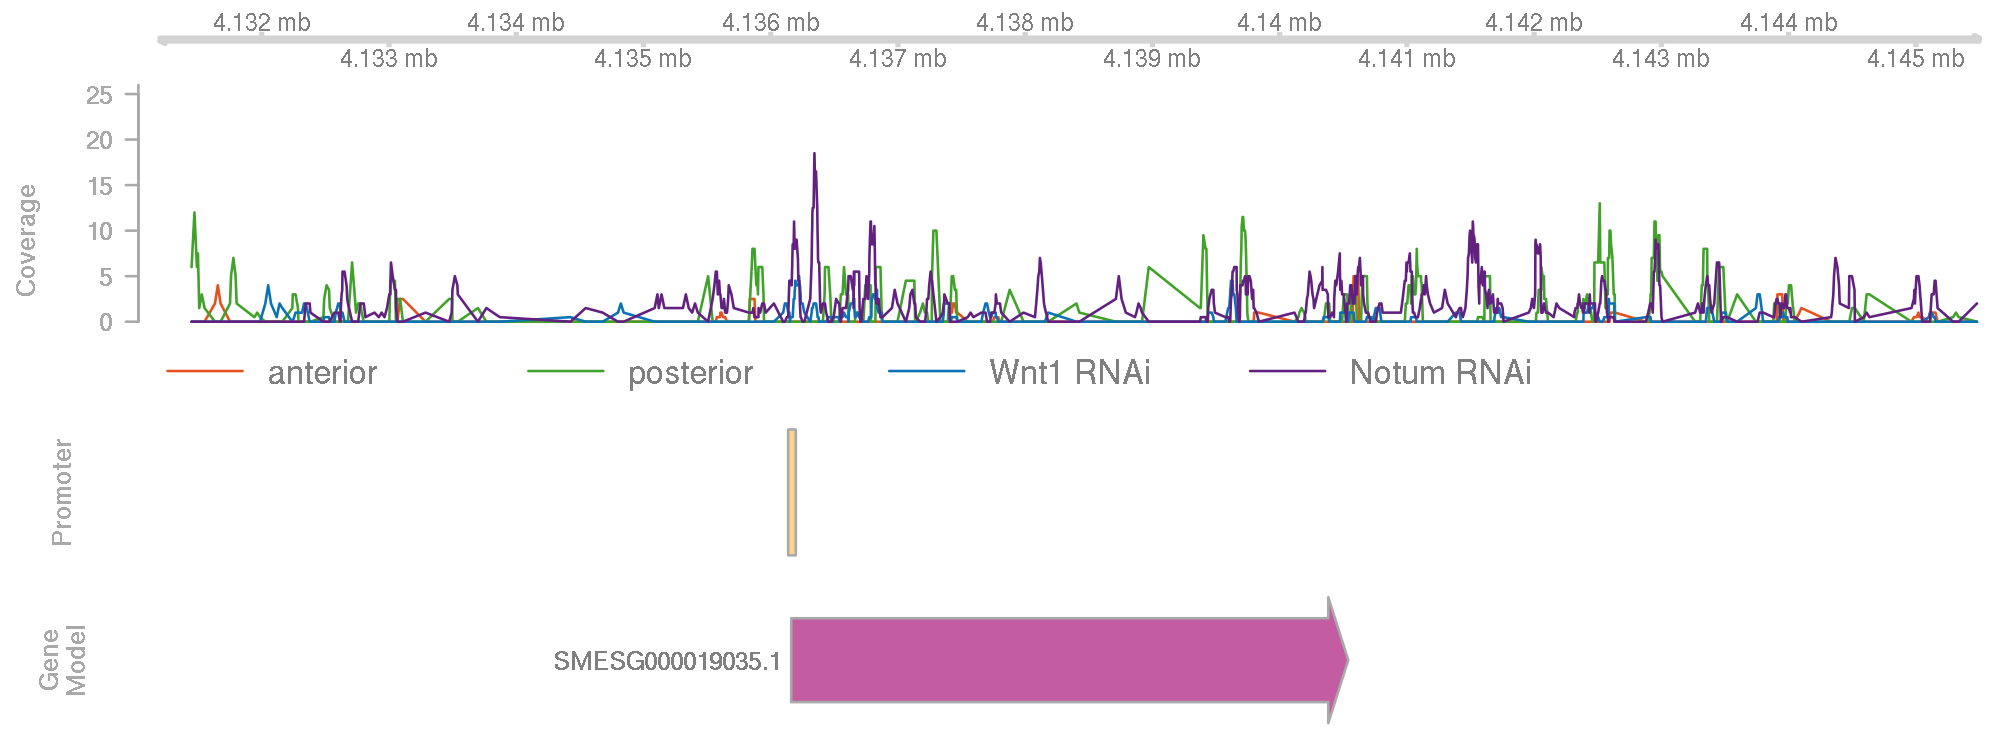 4.132 mb 4.134 mb 4.136 mb 4.138 mb 4.14 mb 4.142 mb 4.144 mb
4.133 mb 4.135 mb 4.137 mb 4.139 mb 4.141 mb 4.143 mb 4.145 mb
Coverage
25
20
15
10
5
0
anterior posterior Wnt1 RNAi Notum RNAi
Promoter
Gene
Model
SMESG000019035.1